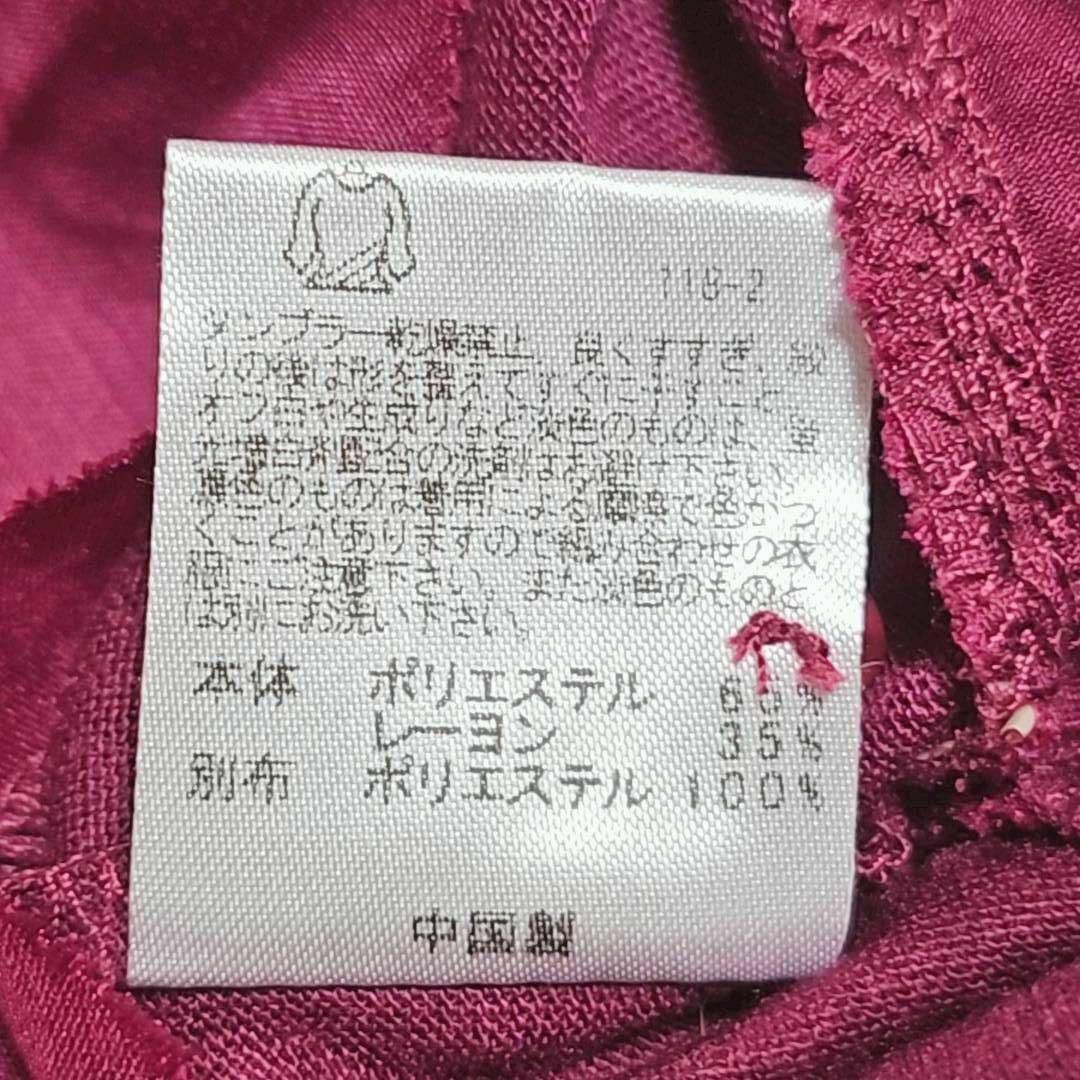 118-2
タンブラー乾燥禁止 良くすすぎ、絞
りの後は形を整えてすぐに干すこと
オフ白や生成りなど淡色のものは、蛍
光増白剤配合の洗剤はお避け下さい
濃色のものは着用による摩擦で色がつ
くことがありますので組み合わせの衣
服にご注意下さい。また淡色のものと
は別にお洗い下さい。
本体 ポリエステル 65%
レーヨン 35%
別布 ポリエステル 100%
中国製